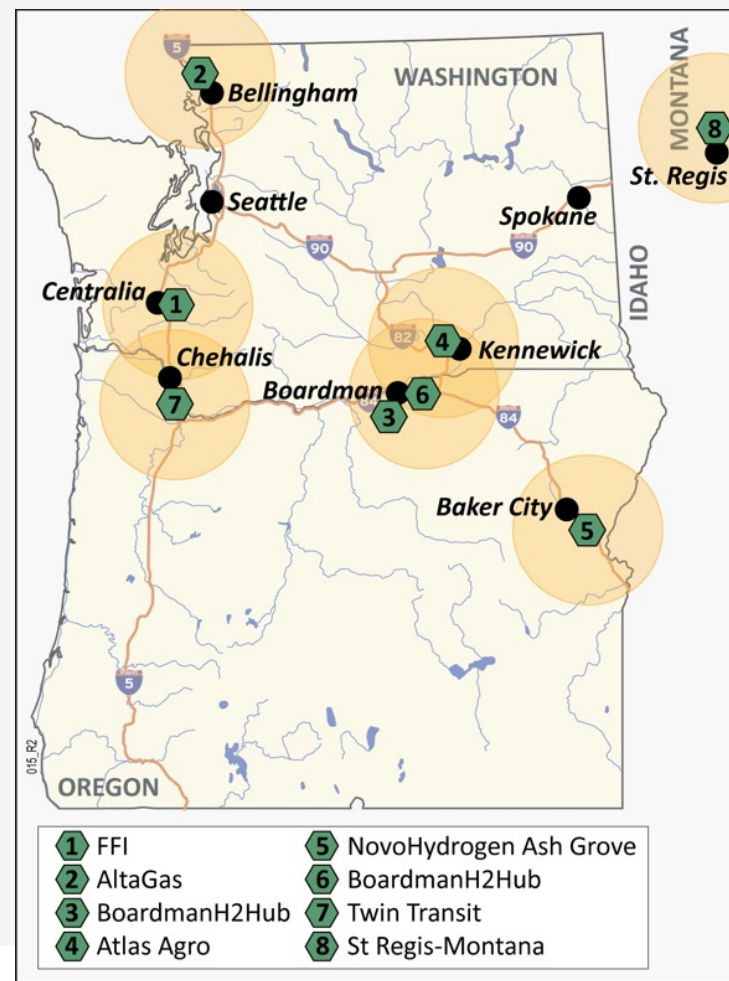 5
MONTANA
2
WASHINGTON
Bellingham
8
St. Regis
Seattle
Spokane
90
90
IDAHO
Centralia
1
82
4
Kennewick
Chehalis
Boardman
6
84
7
3
84
Baker City
5
5
015_R2
OREGON
1 FFI
2 AltaGas
3 BoardmanH2Hub
4 Atlas Agro
5 NovoHydrogen Ash Grove
6 BoardmanH2Hub
7 Twin Transit
8 St Regis-Montana